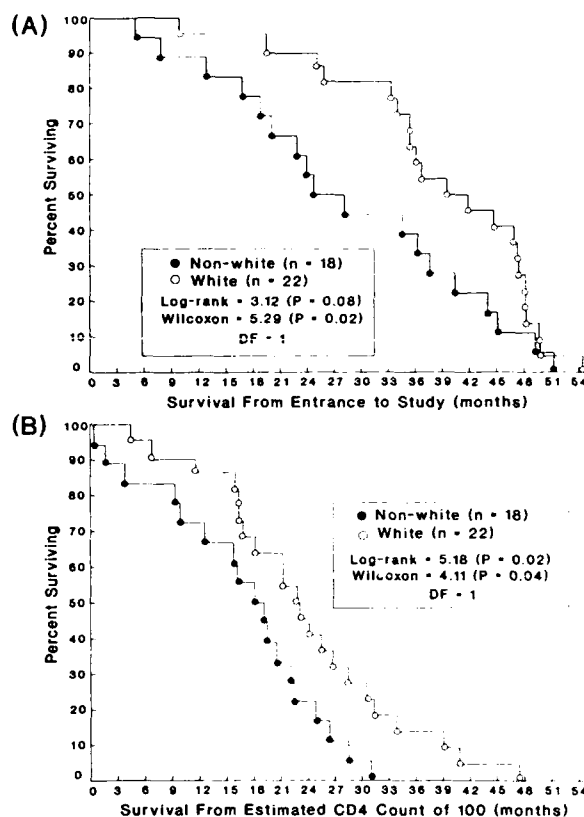 (A)
100
90
80
70
60
50
40
30
20
10
0
Percent Surviving
Non-white (n = 18)
White (n = 22)
Log-rank = 3.12 (P = 0.08)
Wilcoxon = 5.29 (P = 0.02)
DF = 1
0 3 6 9 12 15 18 21 24 27 30 33 36 39 42 45 48 51 54
Survival From Entrance to Study (months)
(B)
100
90
80
70
60
50
40
30
20
10
0
Percent Surviving
Non-white (n = 18)
White (n = 22)
Log-rank = 5.18 (P = 0.02)
Wilcoxon = 4.11 (P = 0.04)
DF = 1
0 3 6 9 12 15 18 21 24 27 30 33 36 39 42 45 48 51 54
Survival From Estimated CD4 Count of 100 (months)